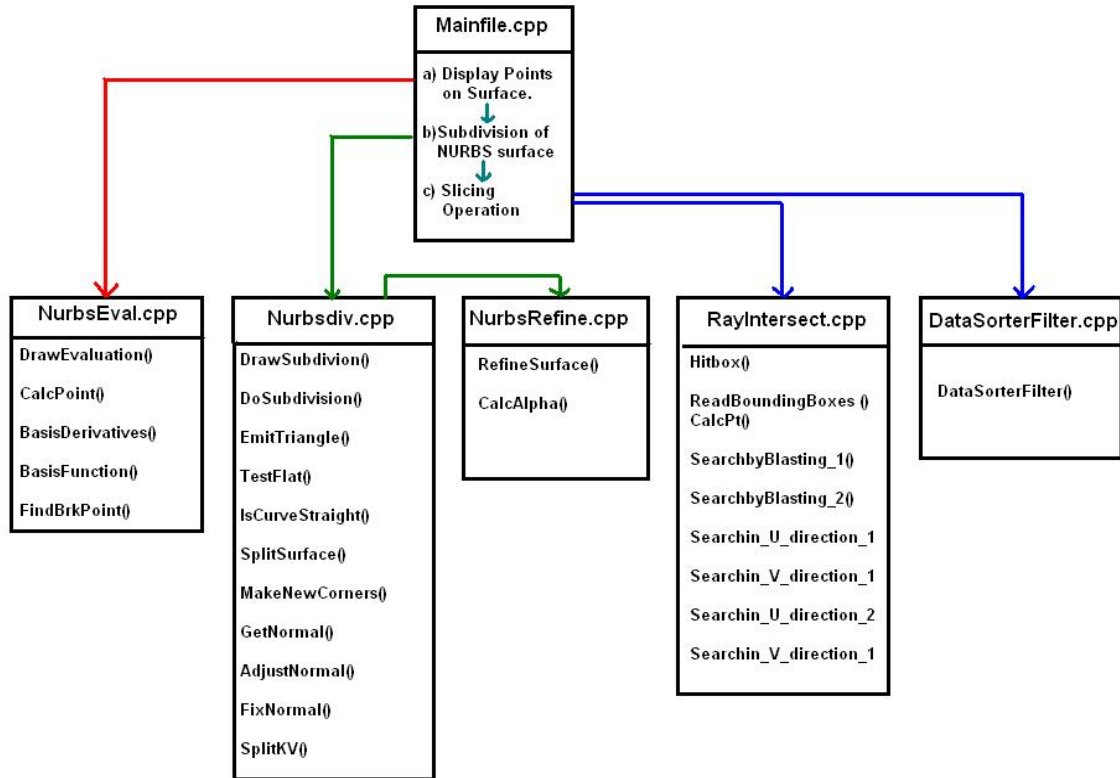 Mainfile.cpp
a) Display Points
on Surface.
b)Subdivision of
NURBS surface
c) Slicing
Operation
NurbsEval.cpp
DrawEvaluation()
CalcPoint()
BasisDerivatives()
BasisFunction()
FindBrkPoint()
Nurbsdiv.cpp
DrawSubdivion()
DoSubdivision()
EmitTriangle()
TestFlat()
IsCurveStraight()
SplitSurface()
MakeNewCorners()
GetNormal()
AdjustNormal()
FixNormal()
SplitKV()
NurbsRefine.cpp
RefineSurface()
CalcAlpha()
RayIntersect.cpp
Hitbox()
ReadBoundingBoxes ()
CalcPt()
SearchbyBlasting_1()
SearchbyBlasting_2()
Searchin_U_direction_1
Searchin_V_direction_1
Searchin_U_direction_2
Searchin_V_direction_1
DataSorterFilter.cpp
DataSorterFilter()